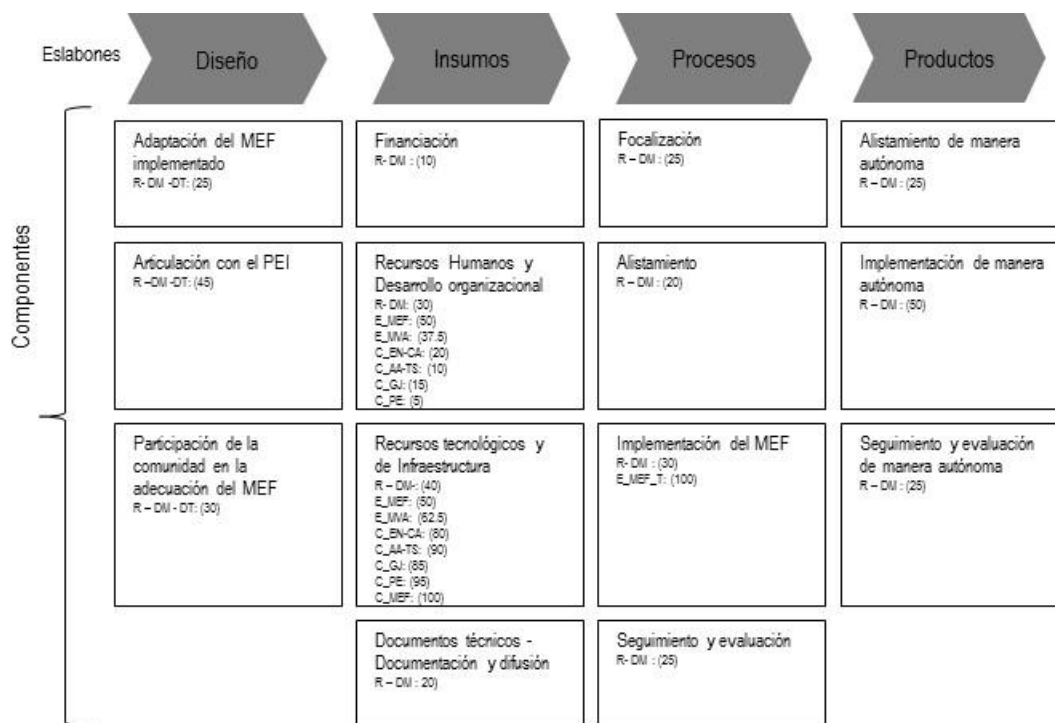 Eslabones
Diseño
Insumos
Procesos
Productos
Componentes
Adaptación del MEF
implementado
R- DM -DT: (25)
Financiación
R- DM : (10)
Focalización
R – DM : (25)
Alistamiento de manera
autónoma
R – DM : (25)
Articulación con el PEI
R –DM -DT: (45)
Recursos Humanos y
Desarrollo organizacional
R- DM: (30)
E_MEF: (50)
E_MVA: (37.5)
C_EN-CA: (20)
C_AA-TS: (10)
C_GJ: (15)
C_PE: (5)
Alistamiento
R – DM : (20)
Implementación de manera
autónoma
R – DM : (50)
Participación de la
comunidad en la
adecuación del MEF
R – DM - DT: (30)
Recursos tecnológicos y
de Infraestructura
R – DM-: (40)
E_MEF: (50)
E_MVA: (62.5)
C_EN-CA: (80)
C_AA-TS: (90)
C_GJ: (85)
C_PE: (95)
C_MEF: (100)
Implementación del MEF
R- DM : (30)
E_MEF_T: (100)
Seguimiento y evaluación
de manera autónoma
R – DM : (25)
Documentos técnicos -
Documentación y difusión
R – DM : 20)
Seguimiento y evaluación
R- DM : (25)